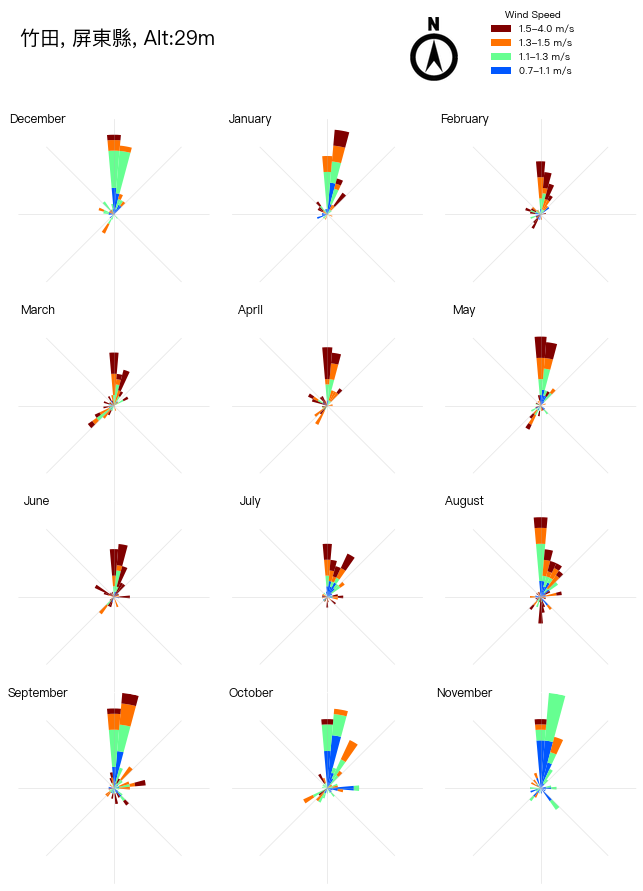 竹田, 屏東縣, Alt:29m
N
Wind Speed
1.5–4.0 m/s
1.3–1.5 m/s
1.1–1.3 m/s
0.7–1.1 m/s
December
January
February
March
April
May
June
July
August
September
October
November